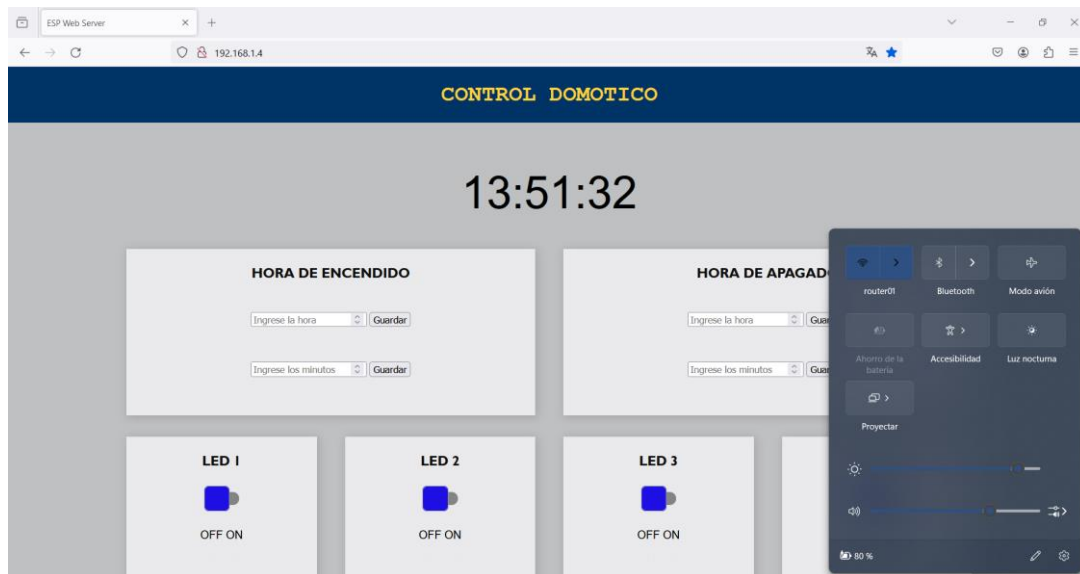 ESP Web Server
192.168.1.4
CONTROL DOMOTICO
13:51:32
HORA DE ENCENDIDO
Ingrese la hora Guardar
Ingrese los minutos Guardar
HORA DE APAGAD
Ingrese la hora Guar
Ingrese los minutos Guar
LED 1
OFF ON
LED 2
OFF ON
LED 3
OFF ON
router01
Bluetooth
Modo avión
Ahorro de la
batería
Accesibilidad
Luz nocturna
Proyectar
80 %